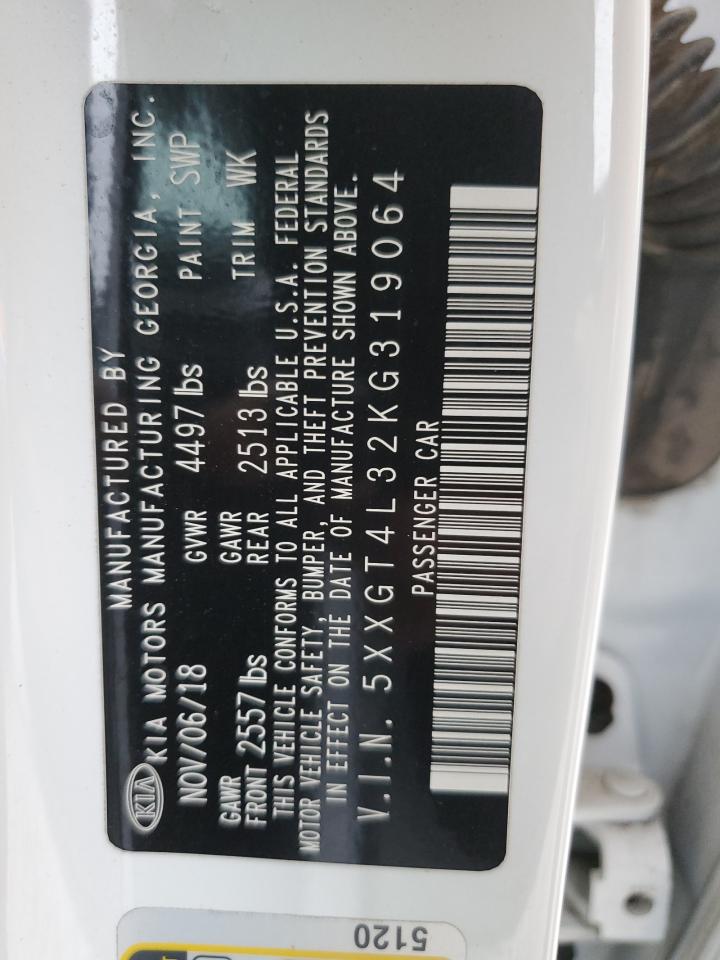 MANUFACTURED BY
KIA KIA MOTORS MANUFACTURING GEORGIA, INC.
NOV/06/18 GVWR 4497 lbs PAINT SWP
GAWR FRONT 2557 lbs GAWR REAR 2513 lbs TRIM WK
THIS VEHICLE CONFORMS TO ALL APPLICABLE U.S.A. FEDERAL
MOTOR VEHICLE SAFETY, BUMPER, AND THEFT PREVENTION STANDARDS
IN EFFECT ON THE DATE OF MANUFACTURE SHOWN ABOVE.
V.I.N. 5XXGT4L32KG319064
PASSENGER CAR
5120